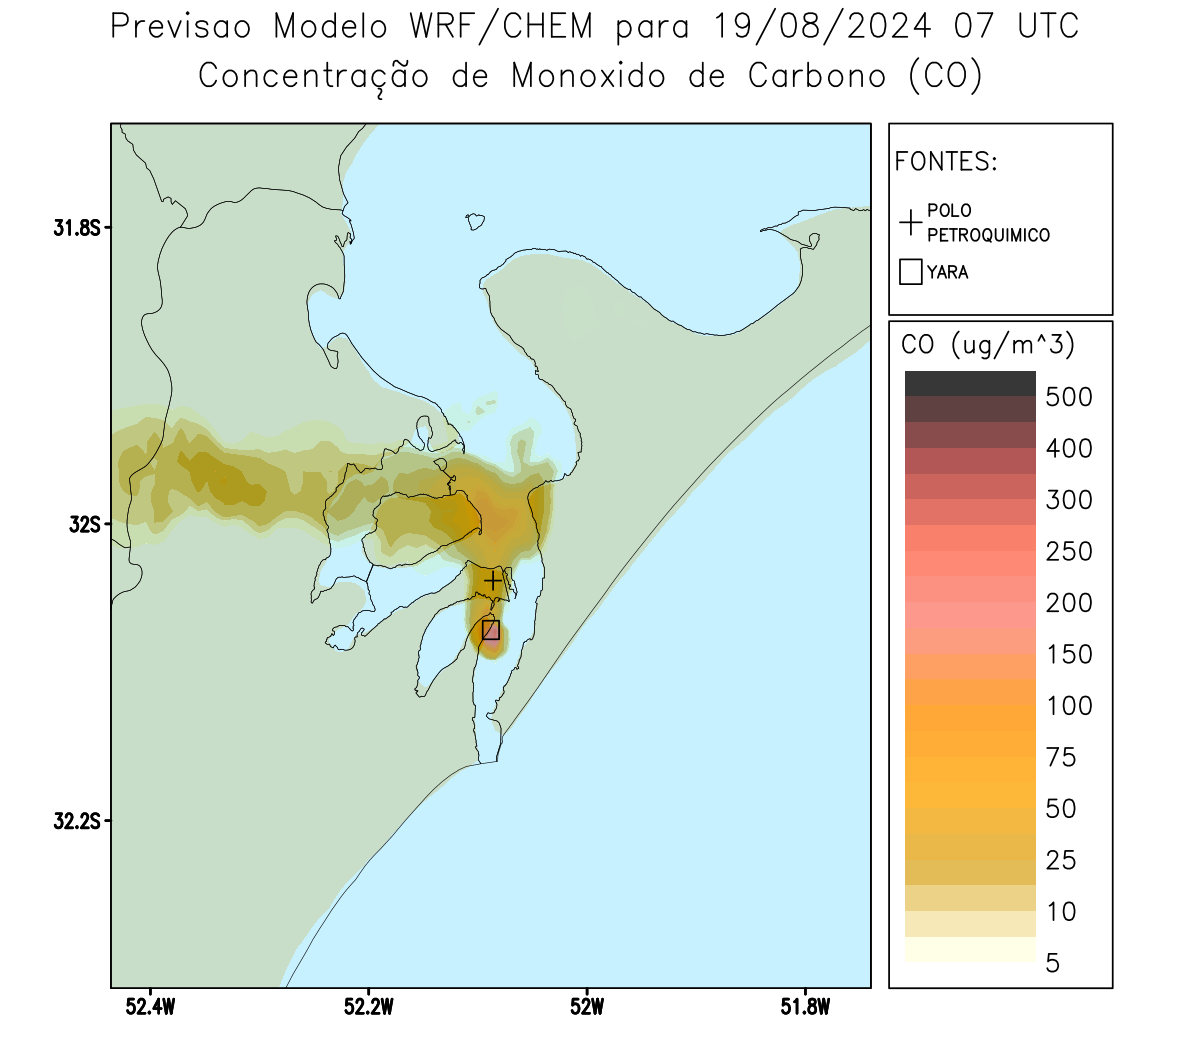 Previsao Modelo WRF/CHEM para 19/08/2024 07 UTC
Concentração de Monoxido de Carbono (CO)
FONTES:
POLO
PETROQUIMICO
YARA
31.8S
32S
32.2S
52.4W
52.2W
52W
51.8W
CO (ug/m^3)
500
400
300
250
200
150
100
75
50
25
10
5